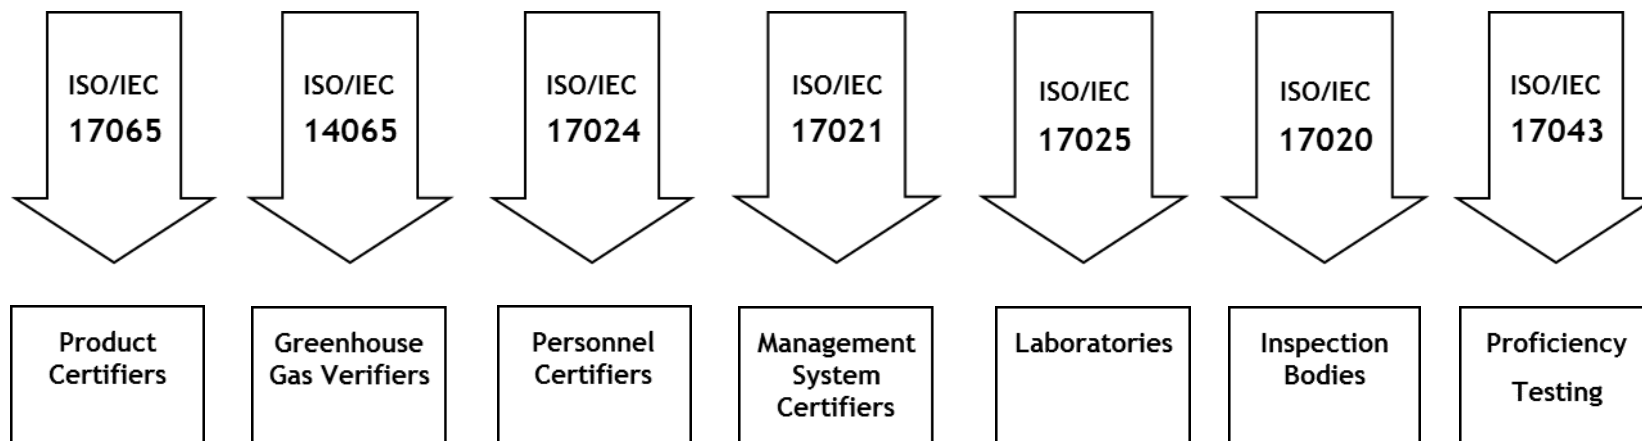 ISO/IEC
17065
ISO/IEC
14065
ISO/IEC
17024
ISO/IEC
17021
ISO/IEC
17025
ISO/IEC
17020
ISO/IEC
17043
Product
Certifiers
Greenhouse
Gas Verifiers
Personnel
Certifiers
Management
System
Certifiers
Laboratories
Inspection
Bodies
Proficiency
Testing